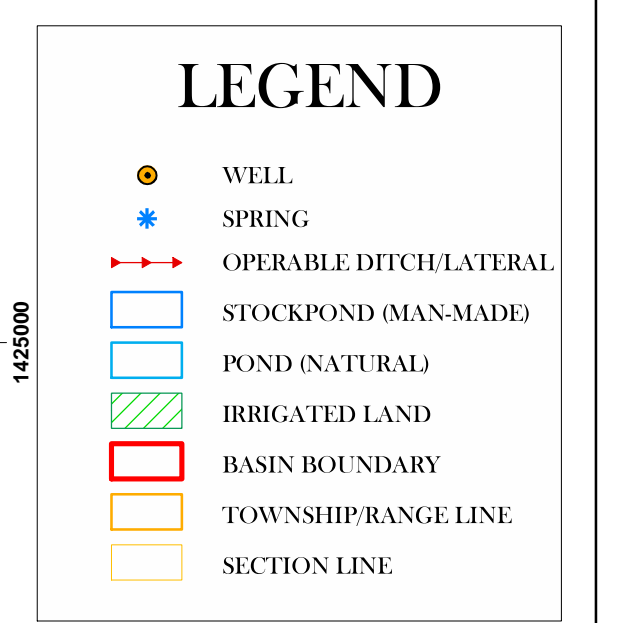 LEGEND
WELL
SPRING
OPERABLE DITCH/LATERAL
STOCKPOND (MAN-MADE)
POND (NATURAL)
IRRIGATED LAND
BASIN BOUNDARY
TOWNSHIP/RANGE LINE
SECTION LINE
1425000